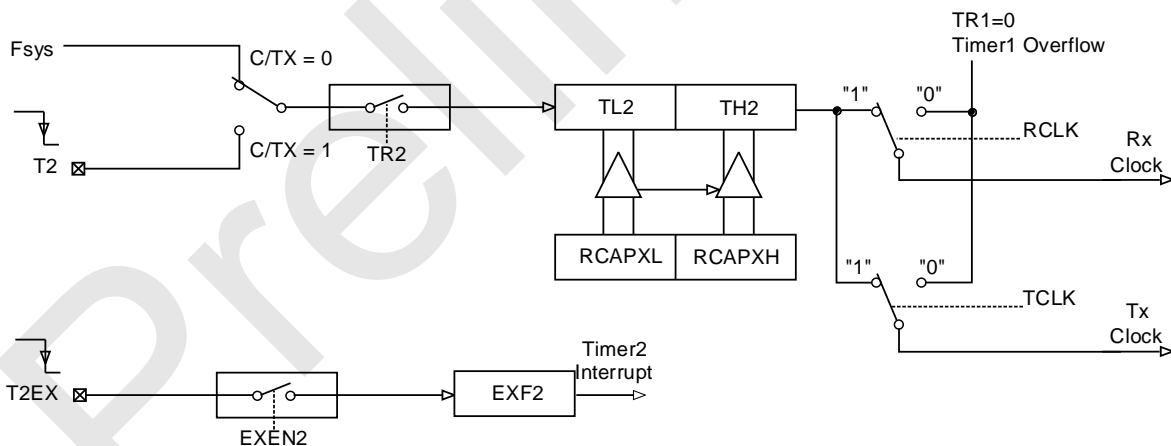 TR1=0
Timer1 Overflow
Fsys
C/TX = 0
T2
C/TX = 1
TR2
TL2
TH2
"1"
"0"
RCLK
Rx
Clock
RCAPXL
RCAPXH
"1"
"0"
TCLK
Tx
Clock
T2EX
EXEN2
EXF2
Timer2
Interrupt